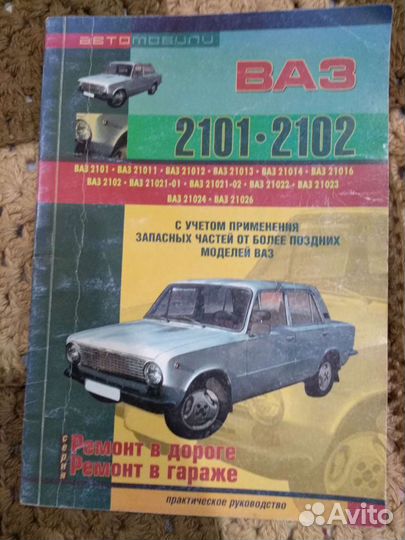 автомобили
ВАЗ
2101·2102
ВАЗ 2101 · ВАЗ 21011 · ВАЗ 21012 · ВАЗ 21013 · ВАЗ 21014 · ВАЗ 21016
ВАЗ 2102 · ВАЗ 21021-01 · ВАЗ 21021-02 · ВАЗ 21022 · ВАЗ 21023
ВАЗ 21024 · ВАЗ 21026
С УЧЕТОМ ПРИМЕНЕНИЯ
ЗАПАСНЫХ ЧАСТЕЙ ОТ БОЛЕЕ ПОЗДНИХ
МОДЕЛЕЙ ВАЗ
серия
Ремонт в дороге
Ремонт в гараже
практическое руководство
Avito